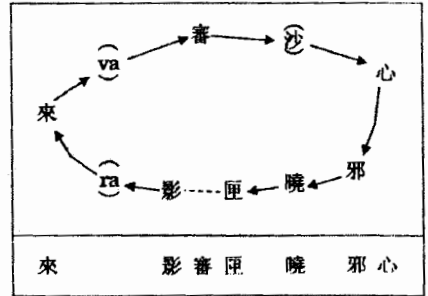 審
(va) (沙)
心
來
邪
(ra) 影 匣 曉
來 影 審 匣 曉 邪 心